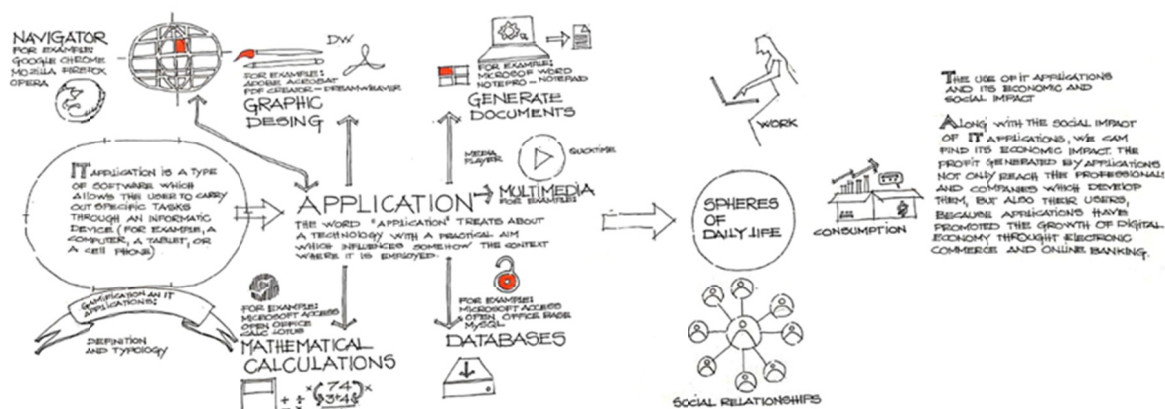 NAVIGATOR
FOR EXAMPLE:
GOOGLE CHROME
MOZILLA FIREFOX
OPERA
DW
FOR EXAMPLE:
ADOBE ACROBAT
PDF CREATOR - DREAMWEAVER
GRAPHIC
DESING
FOR EXAMPLE:
MICROSOF WORD
NOTEPRO - NOTEPAD
GENERATE
DOCUMENTS
IT APPLICATION IS A TYPE
OF SOFTWARE WHICH
ALLOWS THE USER TO CARRY
OUT SPECIFIC TASKS
THROUGH AN INFORMATIC
DEVICE (FOR EXAMPLE, A
COMPUTER, A TABLET, OR
A CELL PHONE)
GAMIFICATION AN IT
APPLICATIONS:
DEFINITION
AND TYPOLOGY
APPLICATION
THE WORD "APPLICATION" TREATS ABOUT
A TECHNOLOGY WITH A PRACTICAL AIM
WHICH INFLUENCES SOMEHOW THE CONTEXT
WHERE IT IS EMPLOYED.
MEDIA
PLAYER
QUICKTIME
MULTIMEDIA
FOR EXAMPLE:
FOR EXAMPLE:
MICROSOFT ACCESS
OPEN OFFICE
CALC LOTUS
MATHEMATICAL
CALCULATIONS
FOR EXAMPLE:
MICROSOFT ACCESS
OPEN OFFICE BASE
MySQL
DATABASES
WORK
SPHERES
OF
DAILY LIFE
CONSUMPTION
SOCIAL RELATIONSHIPS
THE USE OF IT APPLICATIONS
AND ITS ECONOMIC AND
SOCIAL IMPACT
ALONG WITH THE SOCIAL IMPACT
OF IT APPLICATIONS, WE CAN
FIND ITS ECONOMIC IMPACT. THE
PROFIT GENERATED BY APPLICATIONS
NOT ONLY REACH THE PROFESSIONALS
AND COMPANIES WHICH DEVELOP
THEM, BUT ALSO THEIR USERS,
BECAUSE APPLICATIONS HAVE
PROMOTED THE GROWTH OF DIGITAL
ECONOMY THROUGHT ELECTRONIC
COMMERCE AND ONLINE BANKING.